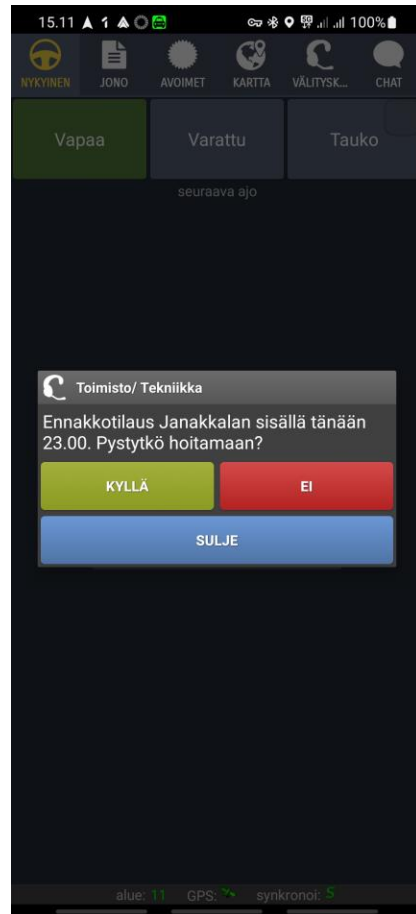 15.11 100%
NYKYINEN JONO AVOIMET KARTTA VÄLITYSK... CHAT
Vapaa Varattu Tauko
seuraava ajo
Toimisto/ Tekniikka
Ennakkotilaus Janakkalan sisällä tänään
23.00. Pystytkö hoitamaan?
KYLLÄ EI
SULJE
alue: 11 GPS: synkronoi: S